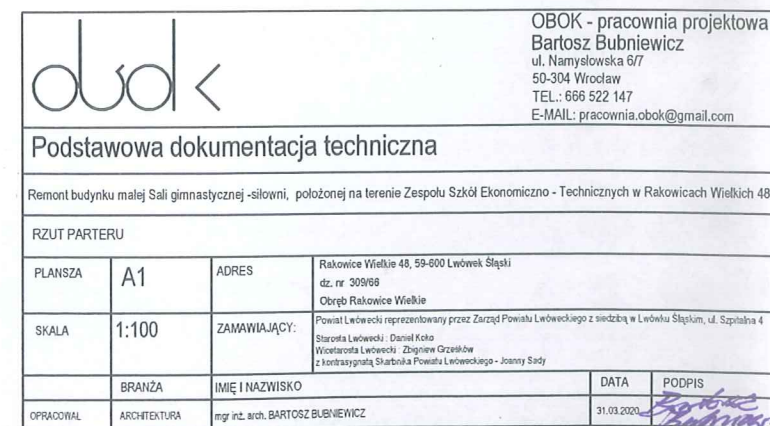 obok
OBOK - pracownia projektowa
Bartosz Bubniewicz
ul. Namysłowska 6/7
50-304 Wrocław
TEL.: 666 522 147
E-MAIL: pracownia.obok@gmail.com
Podstawowa dokumentacja techniczna
Remont budynku małej Sali gimnastycznej -siłowni, położonej na terenie Zespołu Szkół Ekonomiczno - Technicznych w Rakowicach Wielkich 48
RZUT PARTERU
PLANSZA A1 ADRES Rakowice Wielkie 48, 59-600 Lwówek Śląski
dz. nr 309/66
Obręb Rakowice Wielkie
SKALA 1:100 ZAMAWIAJĄCY: Powiat Lwówecki reprezentowany przez Zarząd Powiatu Lwóweckiego z siedzibą w Lwówku Śląskim, ul. Szpitalna 4
Starosta Lwówecki : Daniel Koko
Wicetarosta Lwówecki : Zbigniew Grześków
z kontrasygnatą Skarbnika Powiatu Lwóweckiego - Joanny Sady
BRANŻA IMIĘ I NAZWISKO DATA PODPIS
OPRACOWAŁ ARCHITEKTURA mgr inż. arch. BARTOSZ BUBNIEWICZ 31.03.2020 Bartosz